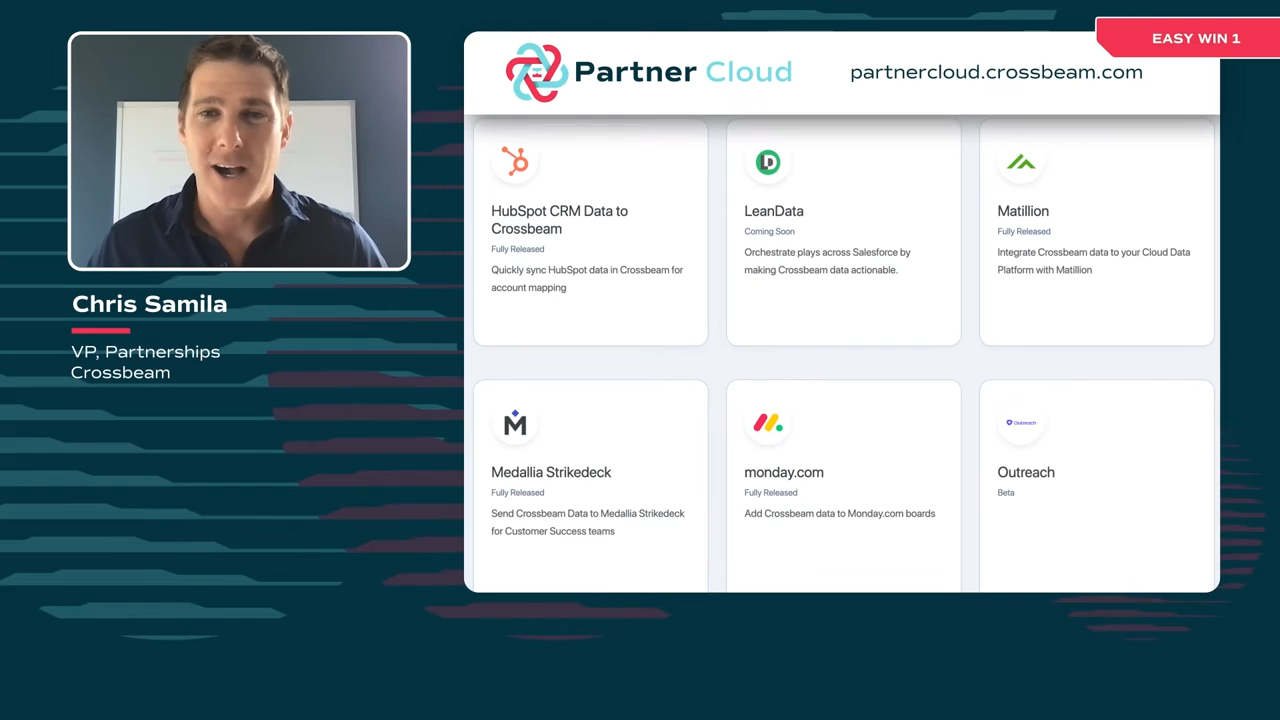 EASY WIN 1
Partner Cloud
partnercloud.crossbeam.com
Chris Samila
VP, Partnerships
Crossbeam
HubSpot CRM Data to
Crossbeam
Fully Released
Quickly sync HubSpot data in Crossbeam for
account mapping
LD
LeanData
Coming Soon
Orchestrate plays across Salesforce by
making Crossbeam data actionable.
Matillion
Fully Released
Integrate Crossbeam data to your Cloud Data
Platform with Matillion
M
Medallia Strikedeck
Fully Released
Send Crossbeam Data to Medallia Strikedeck
for Customer Success teams
monday.com
Fully Released
Add Crossbeam data to Monday.com boards
Outreach
Outreach
Beta